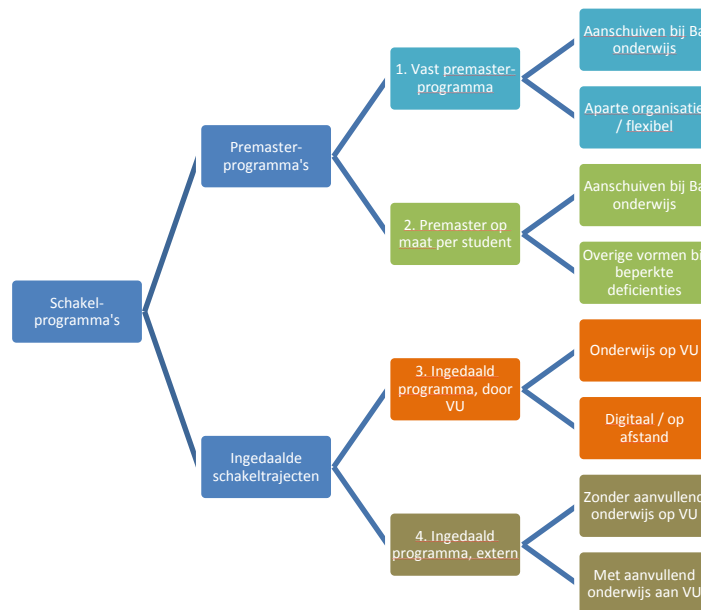 Aanschuiven bij Ba
onderwijs
1. Vast premaster-
programma
Aparte organisatie
/ flexibel
Premaster-
programma's
Aanschuiven bij Ba
onderwijs
2. Premaster op
maat per student
Overige vormen bij
beperkte
deficienties
Schakel-
programma's
Onderwijs op VU
3. Ingedaald
programma, door
VU
Digitaal / op
afstand
Ingedaalde
schakeltrajecten
Zonder aanvullend
onderwijs op VU
4. Ingedaald
programma, extern
Met aanvullend
onderwijs aan VU